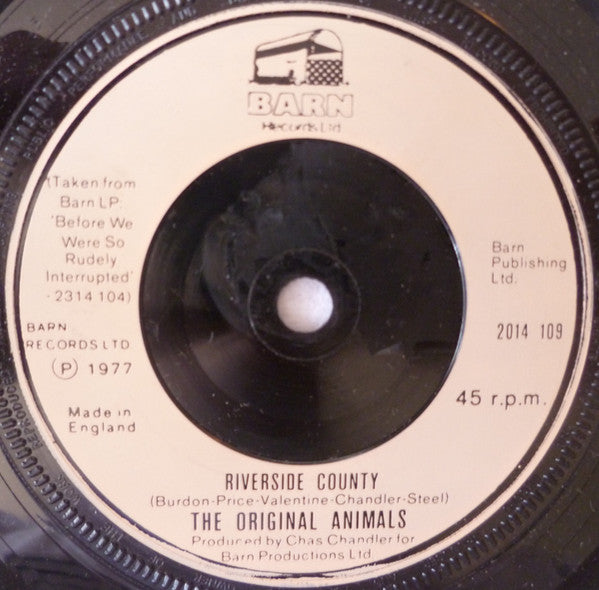 BARN
Records Ltd
(Taken from
Barn LP:
'Before We
Were So
Rudely
Interrupted'
-2314 104)
BARN
RECORDS LTD
Ⓟ 1977
Made in
England
Barn
Publishing
Ltd.
2014 109
45 r.p.m.
RIVERSIDE COUNTY
(Burdon-Price-Valentine-Chandler-Steel)
THE ORIGINAL ANIMALS
Produced by Chas Chandler for
Barn Productions Ltd